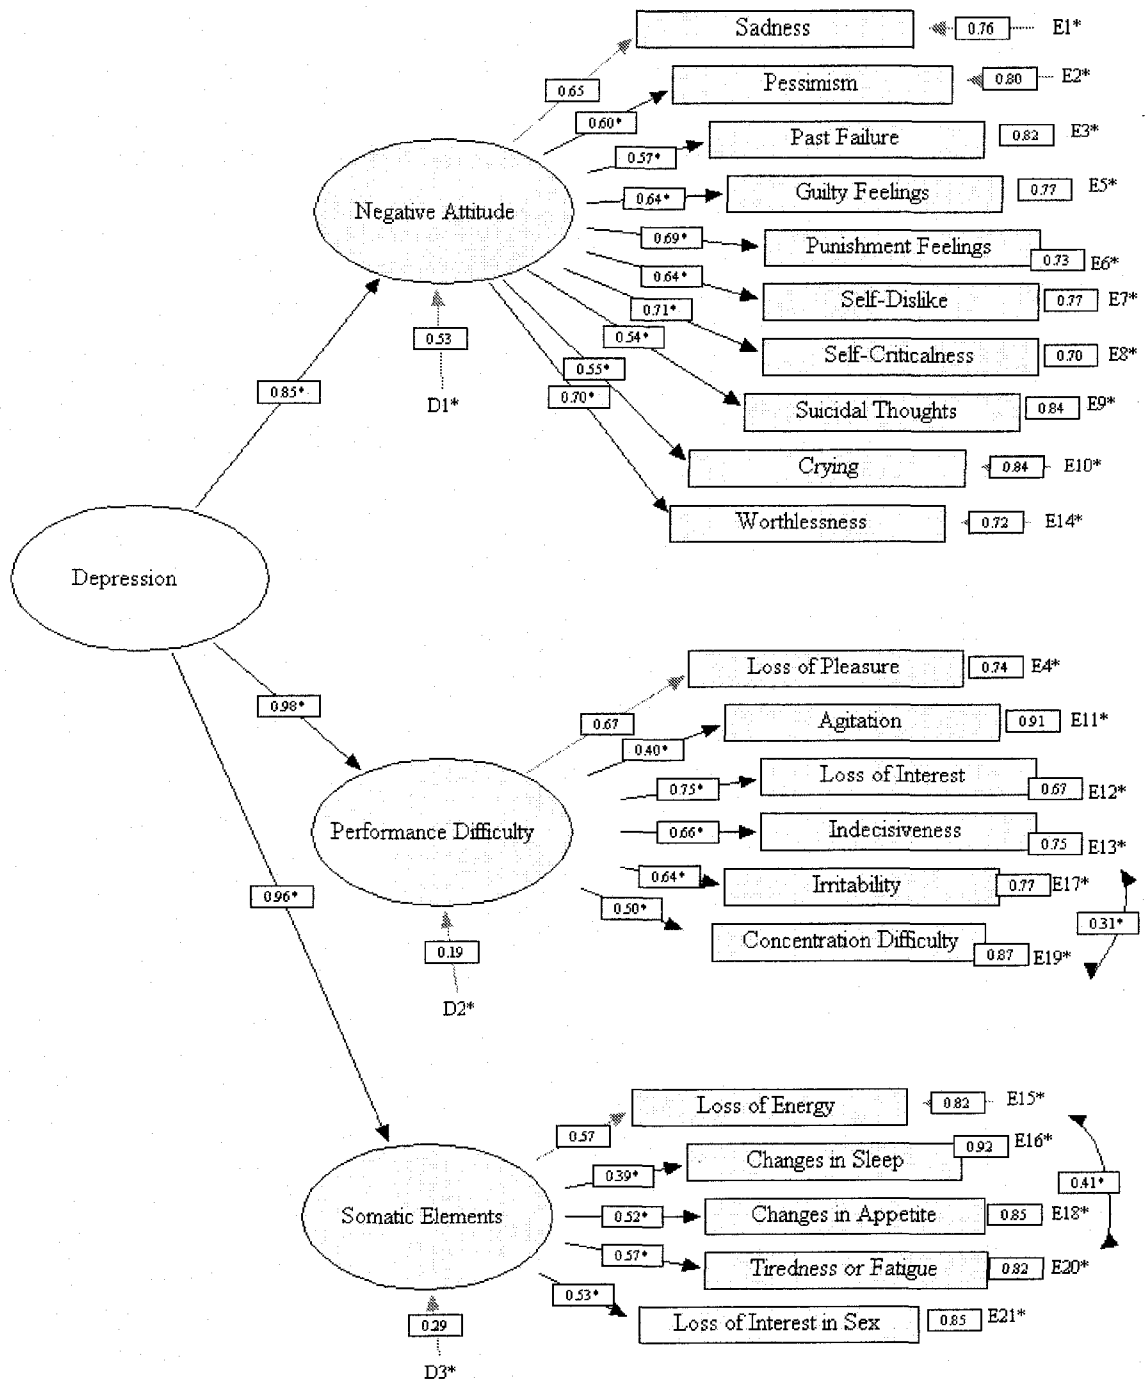 Sadness
0.76
E1*
0.65
Pessimism
0.80
E2*
0.60*
Past Failure
0.82
E3*
0.57*
Guilty Feelings
0.77
E5*
0.64*
Punishment Feelings
0.73
E6*
0.69*
Self-Dislike
0.77
E7*
0.64*
Self-Criticalness
0.70
E8*
0.71*
Suicidal Thoughts
0.84
E9*
0.54*
Crying
0.84
E10*
0.55*
Worthlessness
0.72
E14*
0.70*
Negative Attitude
0.53
D1*
0.85*
Depression
0.98*
0.96*
Loss of Pleasure
0.74
E4*
0.67
Agitation
0.91
E11*
0.40*
Loss of Interest
0.67
E12*
0.75*
Indecisiveness
0.75
E13*
0.66*
Irritability
0.77
E17*
0.64*
Concentration Difficulty
0.87
E19*
0.50*
0.31*
Performance Difficulty
0.19
D2*
Loss of Energy
0.82
E15*
0.57
Changes in Sleep
0.92
E16*
0.39*
Changes in Appetite
0.85
E18*
0.52*
Tiredness or Fatigue
0.82
E20*
0.57*
Loss of Interest in Sex
0.85
E21*
0.53*
0.41*
Somatic Elements
0.29
D3*